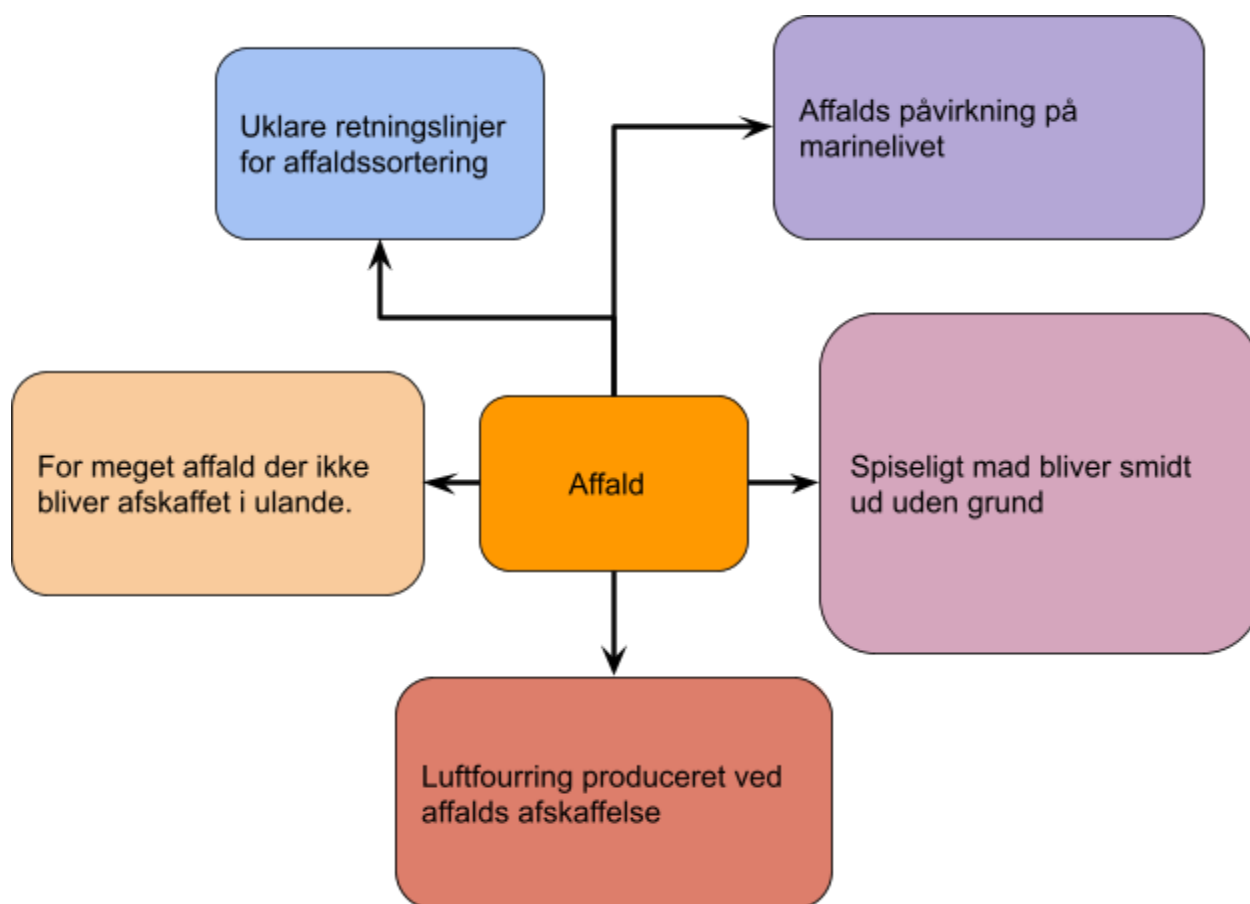 Uklare retningslinjer
for affaldssortering
Affalds påvirkning på
marinelivet
For meget affald der ikke
bliver afskaffet i ulande.
Affald
Spiseligt mad bliver smidt
ud uden grund
Luftfourring produceret ved
affalds afskaffelse